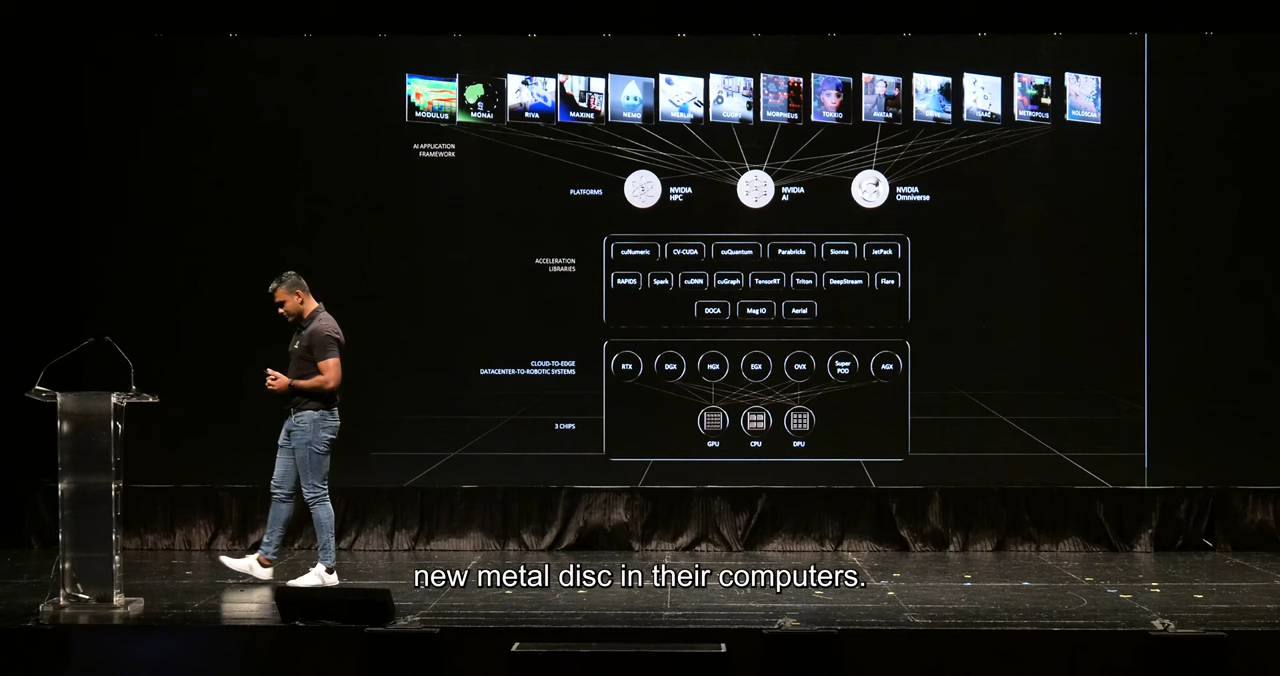 MODULUS MONAI RIVA MAXINE NEMO MERLIN CUOPT MORPHEUS TOKKIO AVATAR DRIVE ISAAC METROPOLIS HOLOSCAN
AI APPLICATION
FRAMEWORK
PLATFORMS
NVIDIA
HPC
NVIDIA
AI
NVIDIA
Omniverse
ACCELERATION
LIBRARIES
cuNumeric CV-CUDA cuQuantum Parabricks Sionna JetPack
RAPIDS Spark cuDNN cuGraph TensorRT Triton DeepStream Flare
DOCA Mag IO Aerial
CLOUD-TO-EDGE
DATACENTER-TO-ROBOTIC SYSTEMS
RTX DGX HGX EGX OVX Super POD AGX
3 CHIPS
GPU CPU DPU
new metal disc in their computers.